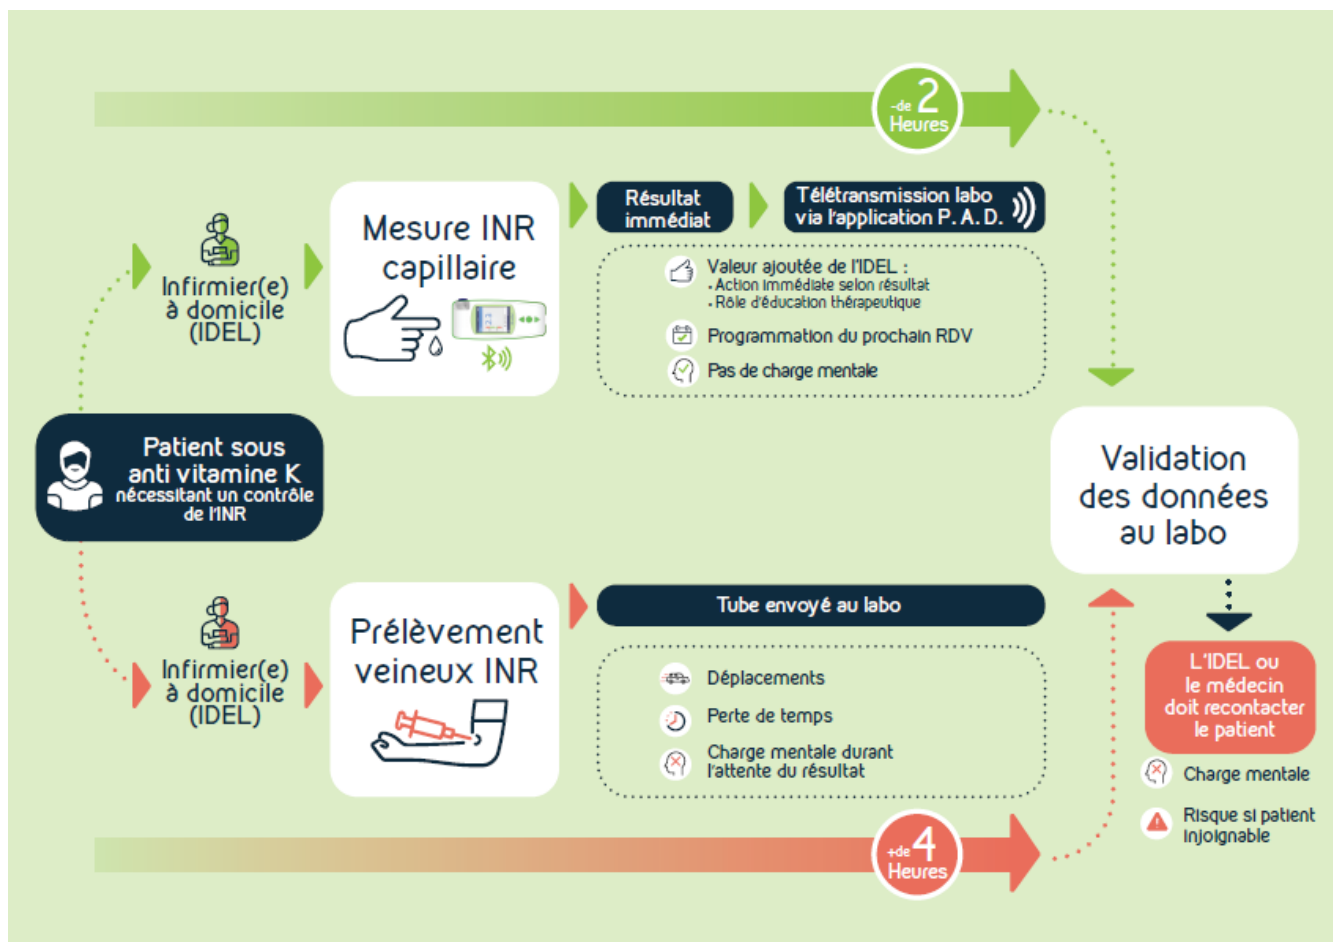 -de 2
Heures
Infirmier(e)
à domicile
(IDEL)
Mesure INR
capillaire
Résultat
immédiat
Télétransmission labo
via l'application P. A. D.
Valeur ajoutée de l'IDEL :
• Action immédiate selon résultat
• Rôle d'éducation thérapeutique
Programmation du prochain RDV
Pas de charge mentale
Patient sous
anti vitamine K
nécessitant un contrôle
de l'INR
Validation
des données
au labo
Infirmier(e)
à domicile
(IDEL)
Prélèvement
veineux INR
Tube envoyé au labo
Déplacements
Perte de temps
Charge mentale durant
l'attente du résultat
L'IDEL ou
le médecin
doit recontacter
le patient
Charge mentale
Risque si patient
injoignable
+de 4
Heures